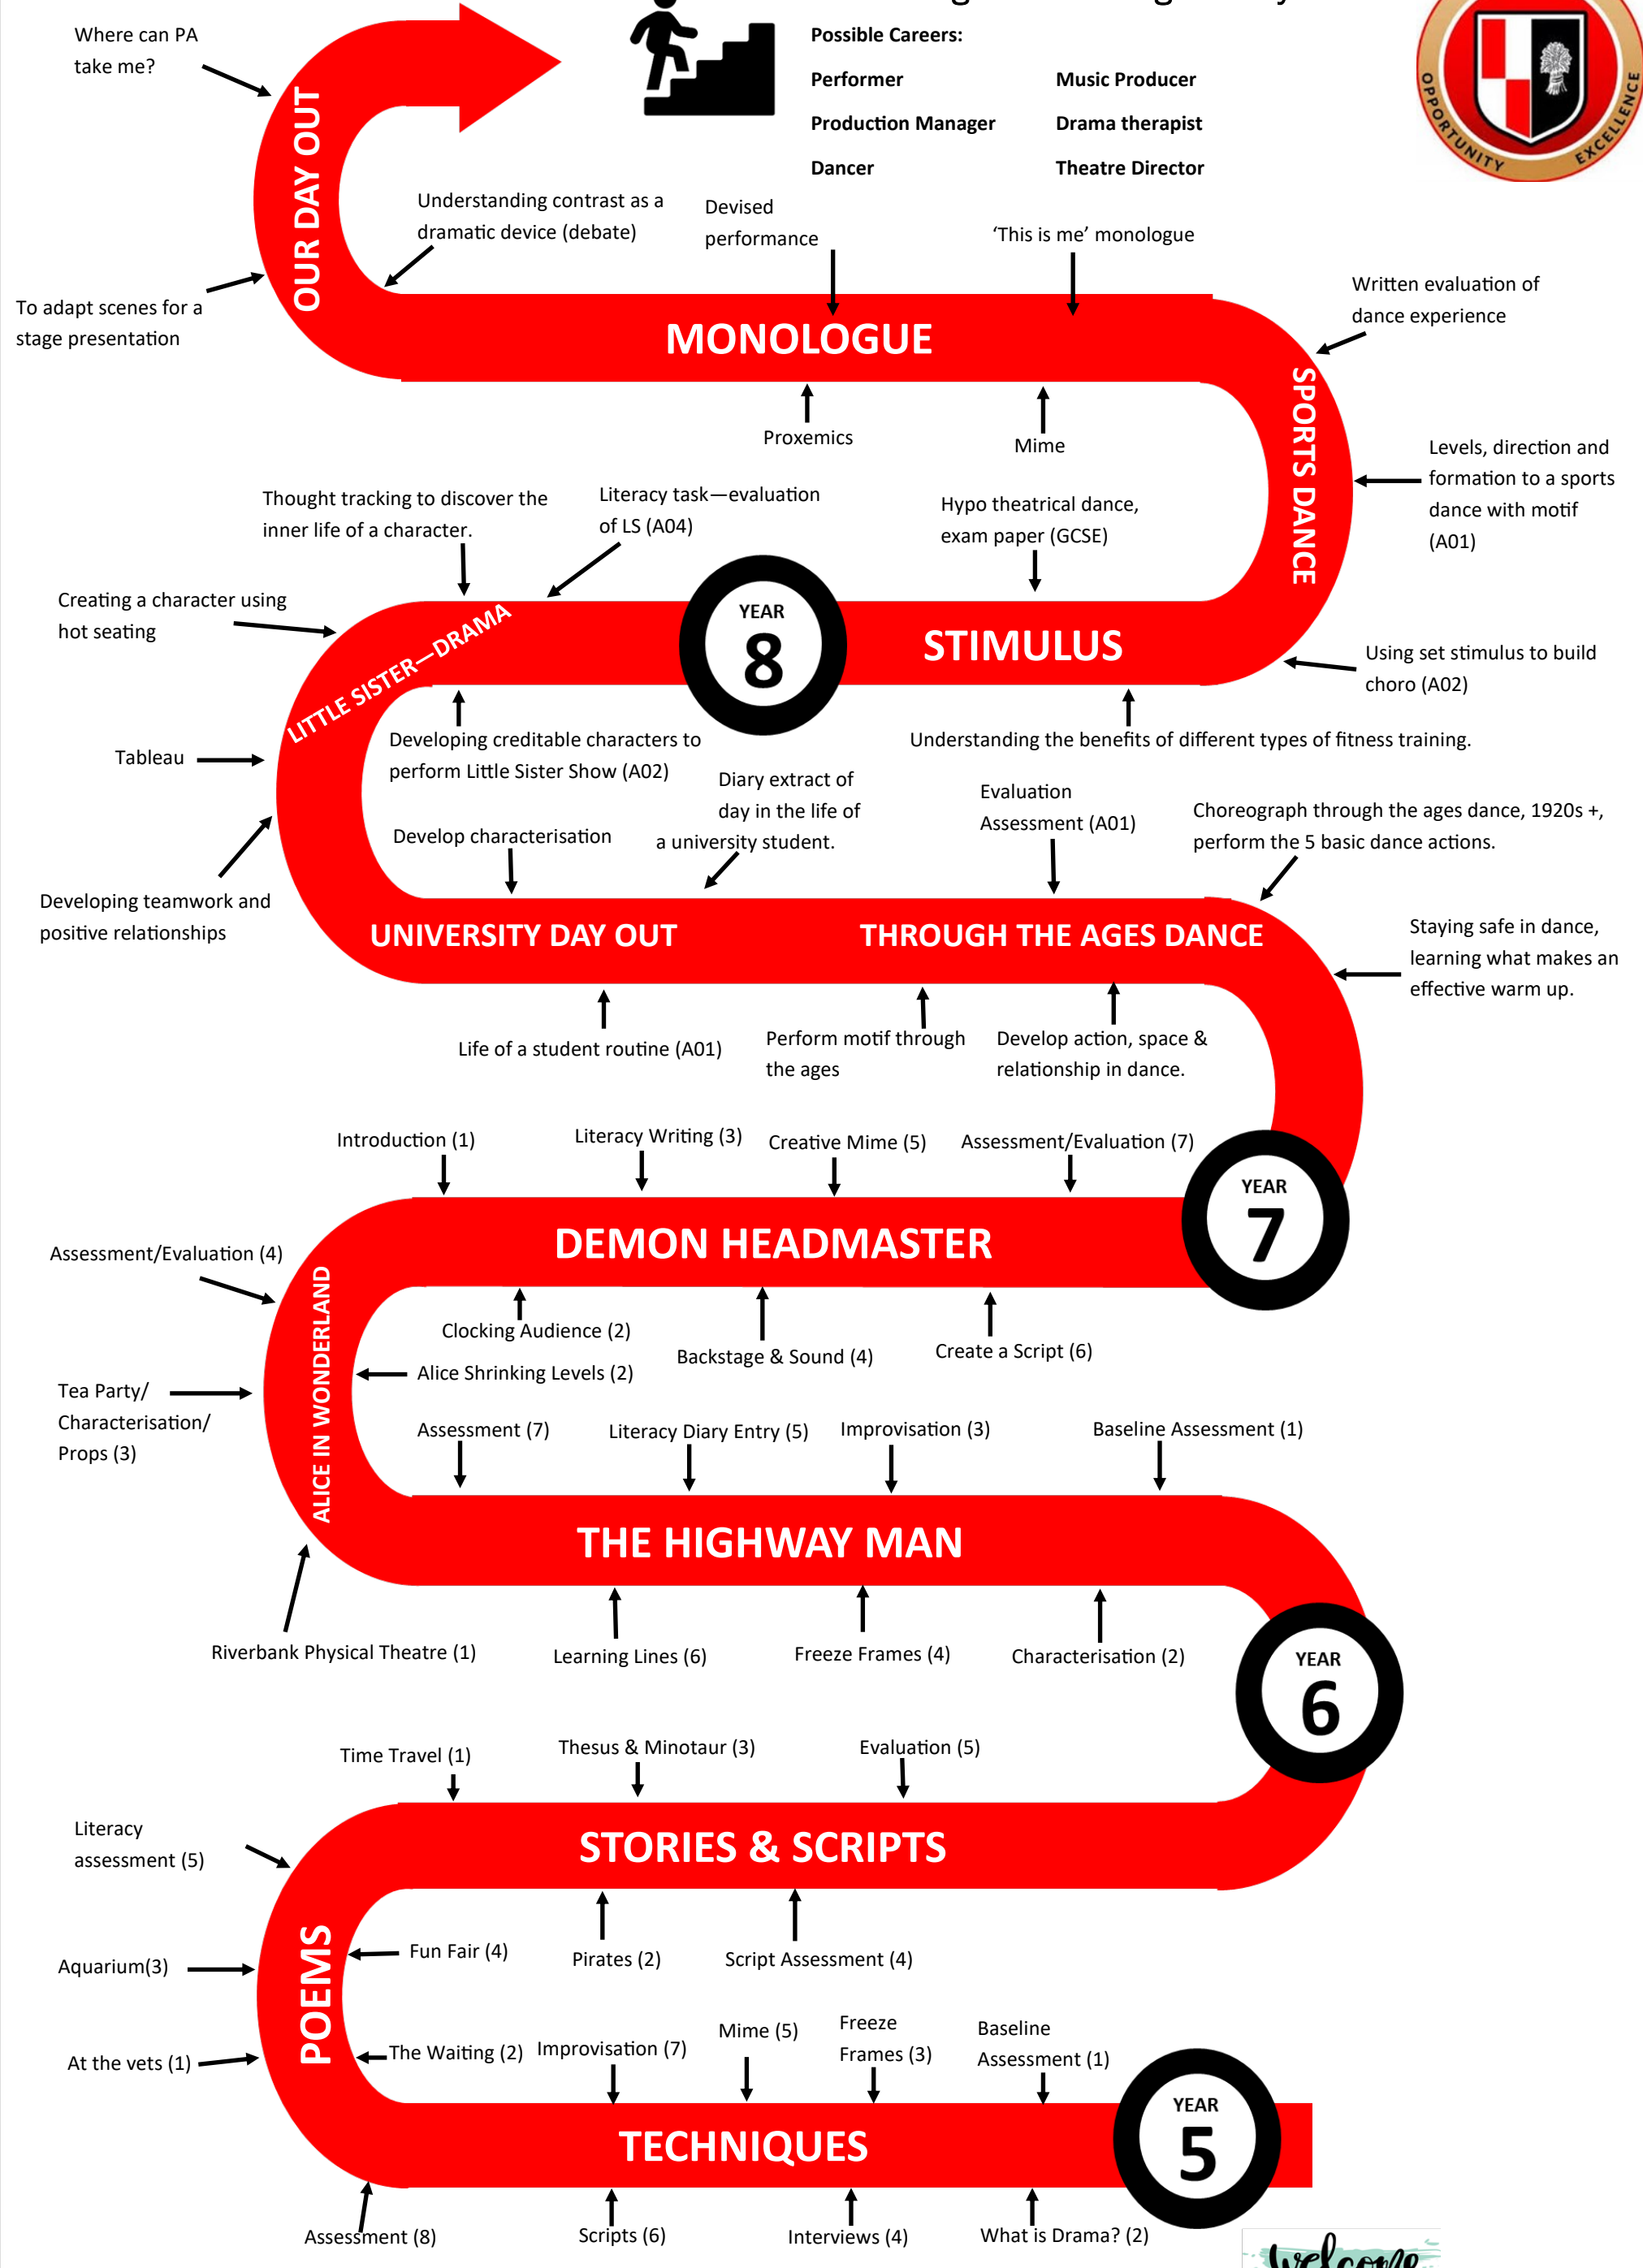 Where can PA
take me?
Possible Careers:
Performer
Music Producer
Production Manager
Drama therapist
Dancer
Theatre Director
OPPORTUNITY
EXCELLENCE
OUR DAY OUT
Understanding contrast as a
dramatic device (debate)
Devised
performance
‘This is me’ monologue
To adapt scenes for a
stage presentation
MONOLOGUE
Written evaluation of
dance experience
SPORTS DANCE
Proxemics
Mime
Levels, direction and
formation to a sports
dance with motif
(A01)
Thought tracking to discover the
inner life of a character.
Literacy task—evaluation
of LS (A04)
Hypo theatrical dance,
exam paper (GCSE)
Creating a character using
hot seating
LITTLE SISTER—DRAMA
YEAR
8
STIMULUS
Using set stimulus to build
choro (A02)
Tableau
Developing creditable characters to
perform Little Sister Show (A02)
Understanding the benefits of different types of fitness training.
Diary extract of
day in the life of
a university student.
Evaluation
Assessment (A01)
Choreograph through the ages dance, 1920s +,
perform the 5 basic dance actions.
Develop characterisation
Developing teamwork and
positive relationships
UNIVERSITY DAY OUT
THROUGH THE AGES DANCE
Staying safe in dance,
learning what makes an
effective warm up.
Life of a student routine (A01)
Perform motif through
the ages
Develop action, space &
relationship in dance.
Introduction (1)
Literacy Writing (3)
Creative Mime (5)
Assessment/Evaluation (7)
YEAR
7
DEMON HEADMASTER
Assessment/Evaluation (4)
ALICE IN WONDERLAND
Clocking Audience (2)
Backstage & Sound (4)
Create a Script (6)
Alice Shrinking Levels (2)
Tea Party/
Characterisation/
Props (3)
Assessment (7)
Literacy Diary Entry (5)
Improvisation (3)
Baseline Assessment (1)
THE HIGHWAY MAN
Riverbank Physical Theatre (1)
Learning Lines (6)
Freeze Frames (4)
Characterisation (2)
YEAR
6
Time Travel (1)
Thesus & Minotaur (3)
Evaluation (5)
Literacy
assessment (5)
STORIES & SCRIPTS
POEMS
Aquarium(3)
Fun Fair (4)
Pirates (2)
Script Assessment (4)
At the vets (1)
The Waiting (2)
Improvisation (7)
Mime (5)
Freeze
Frames (3)
Baseline
Assessment (1)
TECHNIQUES
YEAR
5
Assessment (8)
Scripts (6)
Interviews (4)
What is Drama? (2)
welcome